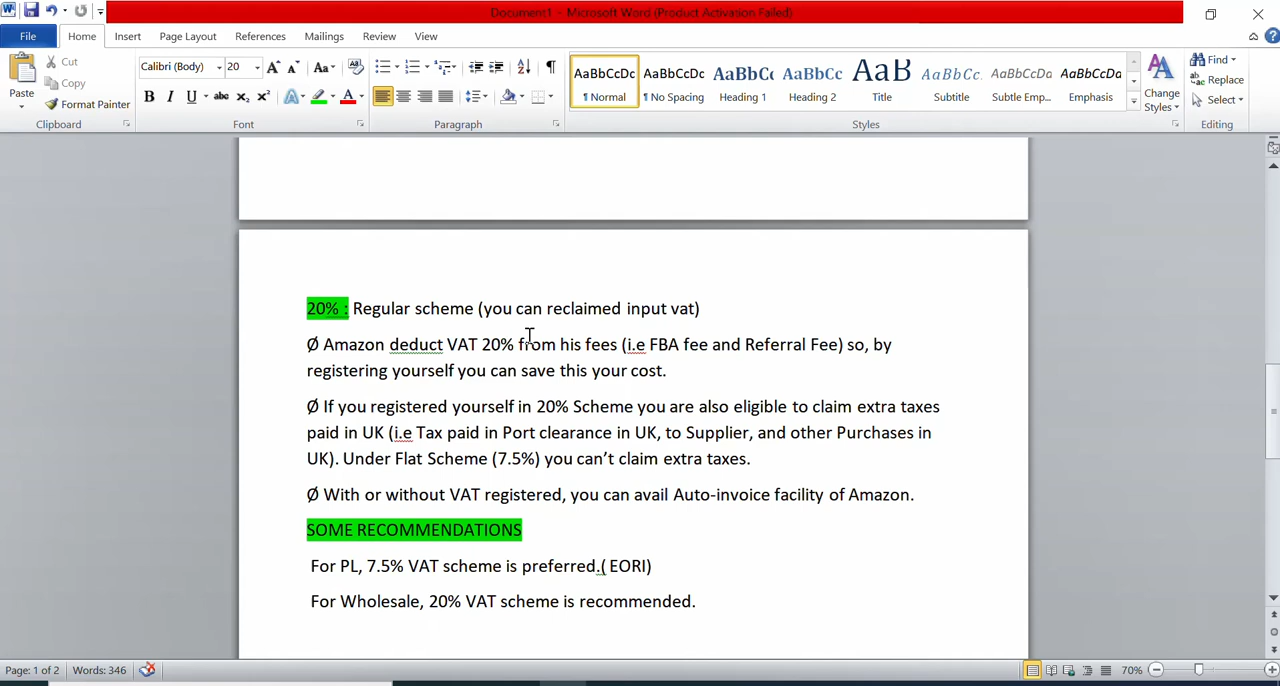 Document1 - Microsoft Word (Product Activation Failed)
File Home Insert Page Layout References Mailings Review View
Paste Cut Copy Format Painter
Calibri (Body) 20 Aa
B I U abc x₂ x² A A
AaBbCcDc AaBbCcDc AaBbCc AaBbCc AaB AaBbCc. AaBbCcDc AaBbCcDc
¶ Normal ¶ No Spacing Heading 1 Heading 2 Title Subtitle Subtle Emp... Emphasis
Change Styles
Find Replace Select
Clipboard Font Paragraph Styles Editing
20% : Regular scheme (you can reclaimed input vat)
Ø Amazon deduct VAT 20% from his fees (i.e FBA fee and Referral Fee) so, by
registering yourself you can save this your cost.
Ø If you registered yourself in 20% Scheme you are also eligible to claim extra taxes
paid in UK (i.e Tax paid in Port clearance in UK, to Supplier, and other Purchases in
UK). Under Flat Scheme (7.5%) you can’t claim extra taxes.
Ø With or without VAT registered, you can avail Auto-invoice facility of Amazon.
SOME RECOMMENDATIONS
For PL, 7.5% VAT scheme is preferred.( EORI)
For Wholesale, 20% VAT scheme is recommended.
Page: 1 of 2 Words: 346 70%